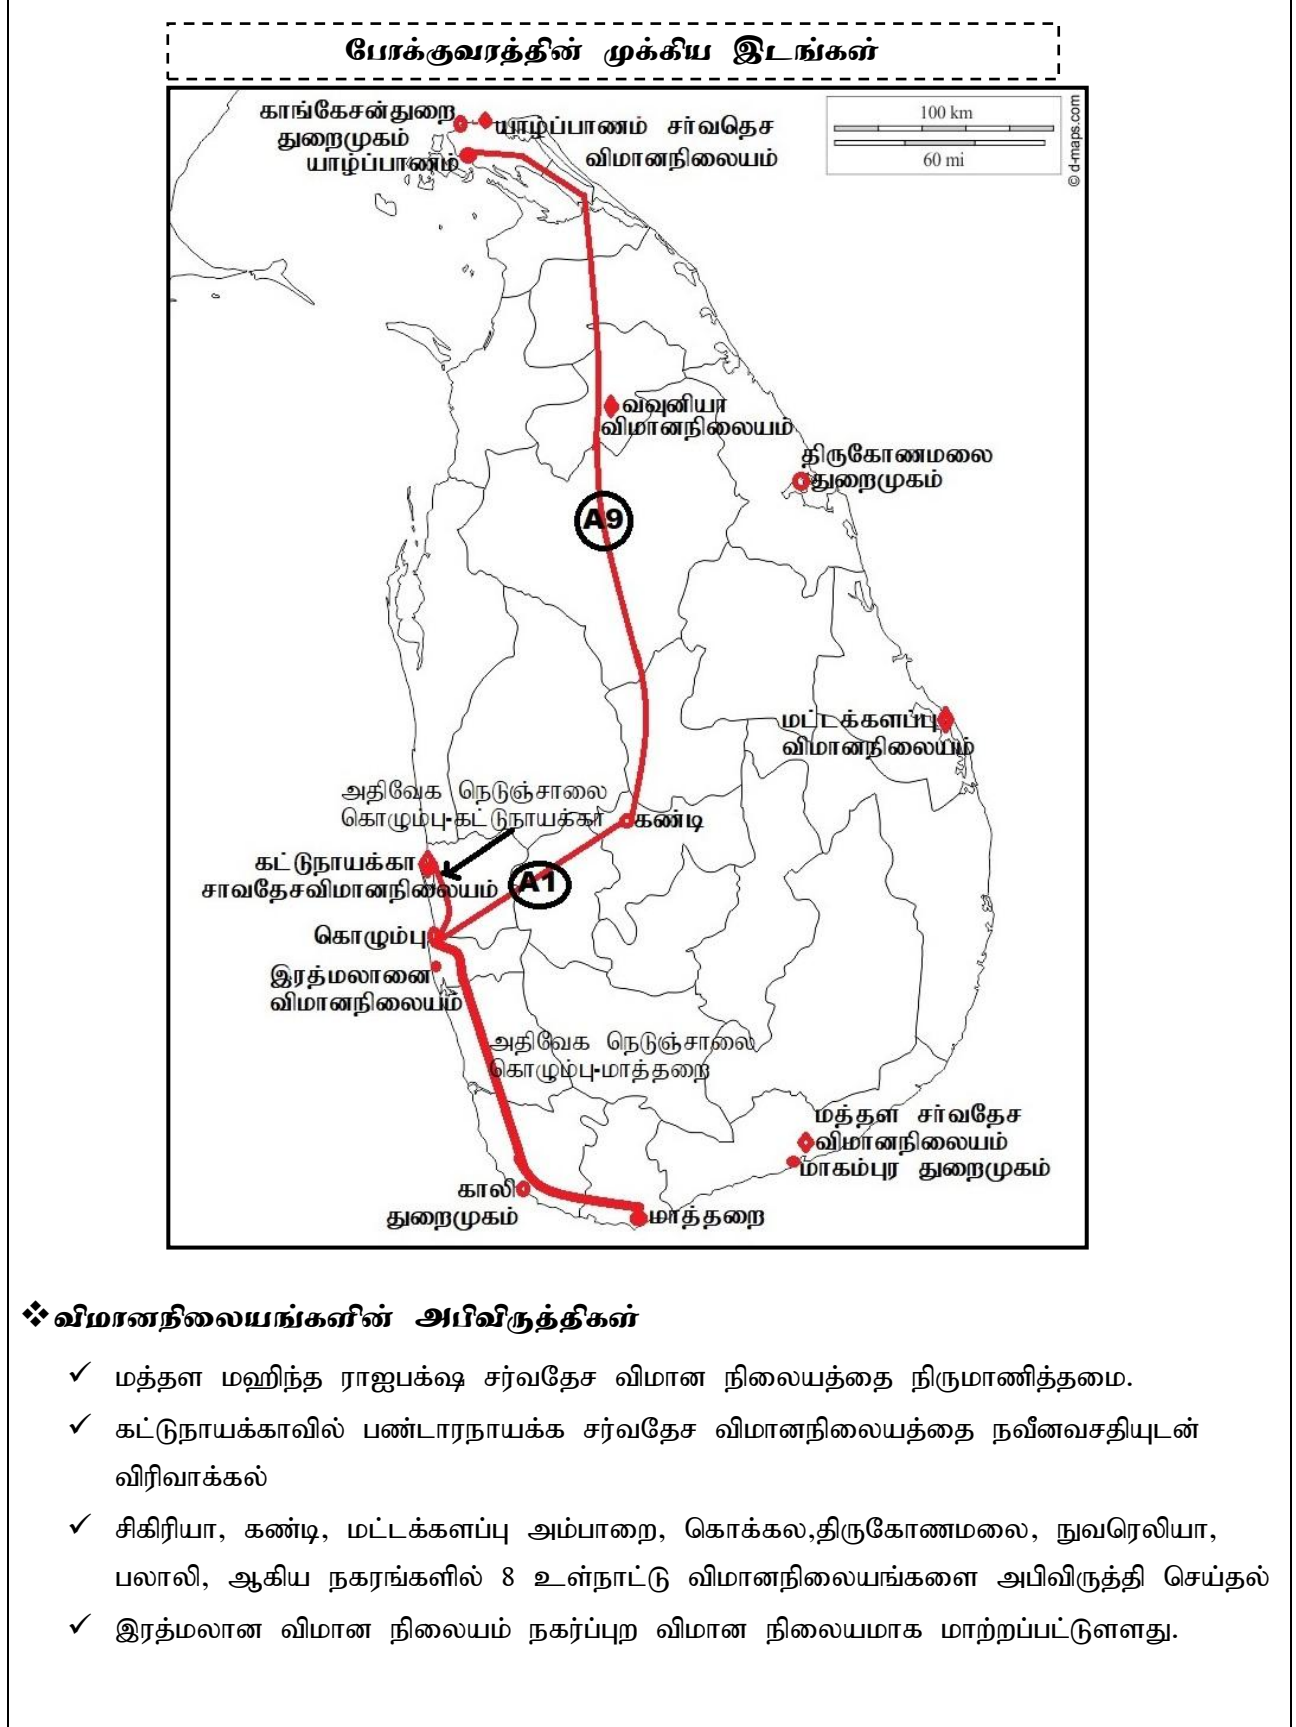 போக்குவரத்தின் முக்கிய இடங்கள்
காங்கேசன்துறை
துறைமுகம்
யாழ்ப்பாணம் சர்வதெச
விமானநிலையம்
யாழ்ப்பாணம்
100 km
60 mi
© d-maps.com
வவுனியா
விமானநிலையம்
திருகோணமலை
துறைமுகம்
A9
மட்டக்களப்பு
விமானநிலையம்
அதிவேக நெடுஞ்சாலை
கொழும்பு-கட்டுநாயக்கா
கண்டி
கட்டுநாயக்கா
சாவதேசவிமானநிலையம்
A1
கொழும்பு
இரத்மலானை
விமானநிலையம்
அதிவேக நெடுஞ்சாலை
கொழும்பு-மாத்தறை
மத்தள சர்வதேச
விமானநிலையம்
மாகம்புர துறைமுகம்
காலி
துறைமுகம்
மாத்தறை
❖விமானநிலையங்களின் அபிவிருத்திகள்
✓ மத்தள மஹிந்த ராஐபக்ஷ சர்வதேச விமான நிலையத்தை நிருமாணித்தமை.
✓ கட்டுநாயக்காவில் பண்டாரநாயக்க சர்வதேச விமானநிலையத்தை நவீனவசதியுடன்
விரிவாக்கல்
✓ சிகிரியா, கண்டி, மட்டக்களப்பு அம்பாறை, கொக்கல,திருகோணமலை, நுவரெலியா,
பலாலி, ஆகிய நகரங்களில் 8 உள்நாட்டு விமானநிலையங்களை அபிவிருத்தி செய்தல்
✓ இரத்மலான விமான நிலையம் நகர்ப்புற விமான நிலையமாக மாற்றப்பட்டுளளது.